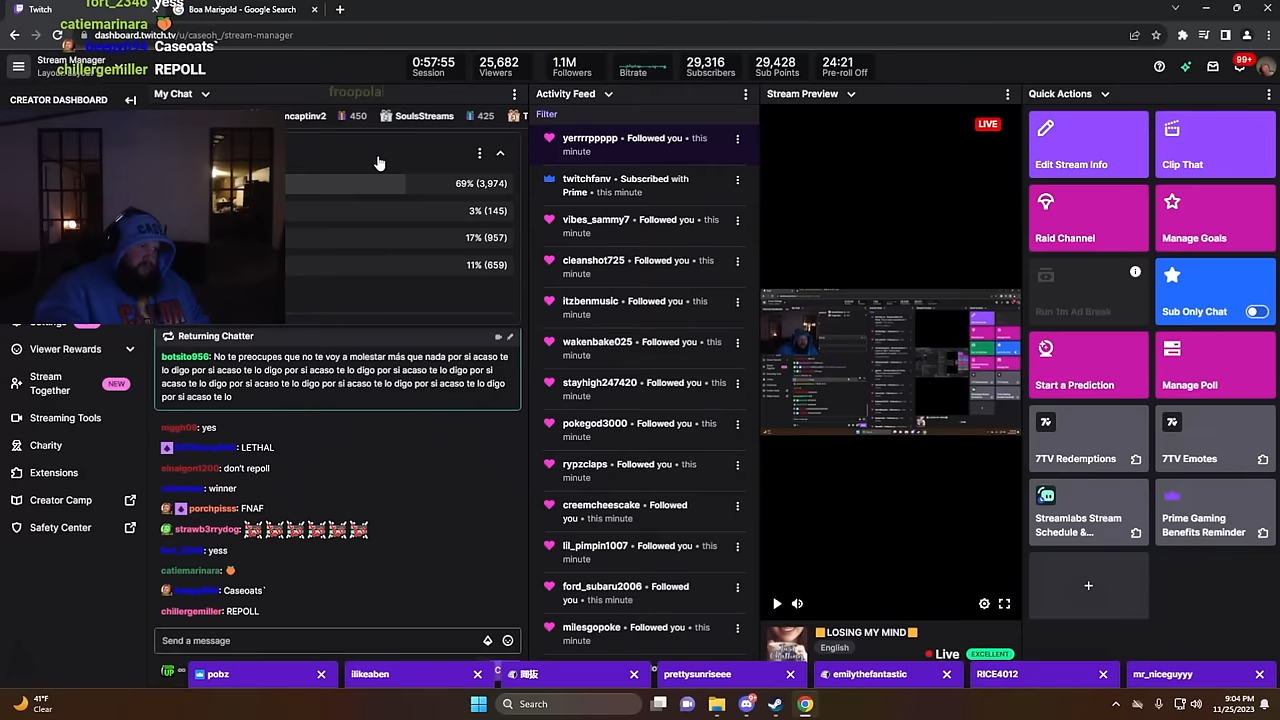 yess
catiemarinara 🍊
Caseoats`
chillergemiller REPOLL
froopolal
Twitch
Boa Marigold - Google Search
dashboard.twitch.tv/u/caseoh_/stream-manager
Stream Manager
0:57:55
Session
25,682
Viewers
1.1M
Followers
Bitrate
29,316
Subscribers
29,428
Sub Points
24:21
Pre-roll Off
99+
CREATOR DASHBOARD
Viewer Rewards
Stream
Together
NEW
Streaming Tools
Charity
Extensions
Creator Camp
Safety Center
My Chat
ncaptinv2
450
SoulsStreams
425
69% (3,974)
3% (145)
17% (957)
11% (659)
Returning Chatter
botsito956: No te preocupes que no te voy a molestar más que nada por si acaso te
lo digo por si acaso te lo digo por si acaso te lo digo por si acaso te lo digo por si
acaso te lo digo por si acaso te lo digo por si acaso te lo digo por si acaso te lo digo
por si acaso te lo
mggh09: yes
: LETHAL
elnaigon1200: don't repoll
: winner
porchpisss: FNAF
strawb3rrydog:
fort_2346: yess
catiemarinara: 🍊
: Caseoats`
chillergemiller: REPOLL
Send a message
Activity Feed
Filter
yerrrrppppp • Followed you • this
minute
twitchfanv • Subscribed with
Prime • this minute
vibes_sammy7 • Followed you • this
minute
cleanshot725 • Followed you • this
minute
itzbenmusic • Followed you • this
minute
wakenbake625 • Followed you • this
minute
• Followed you • this
minute
pokegod3001 • Followed you • this
minute
rypzchaps • Followed you • this
minute
creemcheescake • Followed
you • this minute
lil_pimpin1007 • Followed you • this
minute
ford_subaru2006 • Followed
you • this minute
milesgopoke • Followed you • this
minute
Stream Preview
LIVE
🟧LOSING MY MIND🟧
English
Live
EXCELLENT
Quick Actions
Edit Stream Info
Clip That
Raid Channel
Manage Goals
Run 1m Ad Break
Sub Only Chat
Start a Prediction
Manage Poll
7TV Redemptions
7TV Emotes
Streamlabs Stream
Schedule &...
Prime Gaming
Benefits Reminder
pobz
ilikeaben
prettysunriseee
emilythefantastic
RICE4012
mr_niceguyyy
41°F
Clear
Search
9:04 PM
11/25/2023